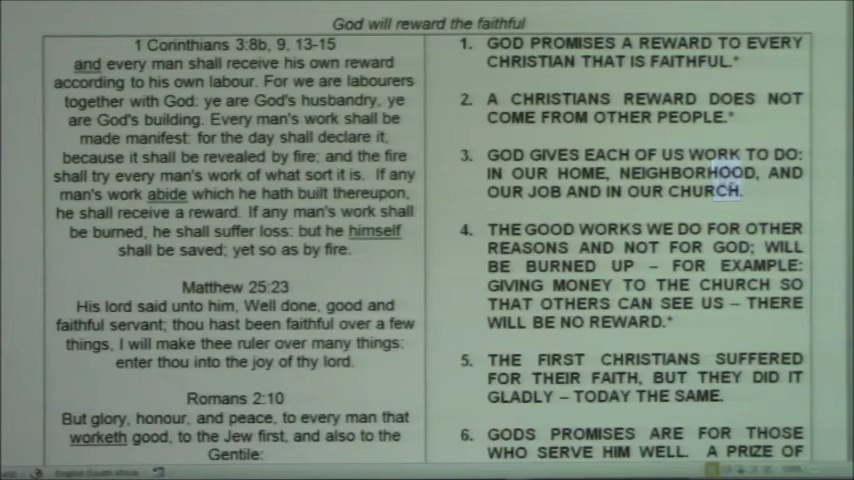 God will reward the faithful
1 Corinthians 3:8b, 9, 13-15
and every man shall receive his own reward
according to his own labour. For we are labourers
together with God: ye are God's husbandry, ye
are God's building. Every man's work shall be
made manifest: for the day shall declare it,
because it shall be revealed by fire; and the fire
shall try every man's work of what sort it is. If any
man's work abide which he hath built thereupon,
he shall receive a reward. If any man's work shall
be burned, he shall suffer loss: but he himself
shall be saved; yet so as by fire.
Matthew 25:23
His lord said unto him, Well done, good and
faithful servant; thou hast been faithful over a few
things, I will make thee ruler over many things:
enter thou into the joy of thy lord.
Romans 2:10
But glory, honour, and peace, to every man that
worketh good, to the Jew first, and also to the
Gentile:
1. GOD PROMISES A REWARD TO EVERY
CHRISTIAN THAT IS FAITHFUL.*
2. A CHRISTIANS REWARD DOES NOT
COME FROM OTHER PEOPLE.*
3. GOD GIVES EACH OF US WORK TO DO:
IN OUR HOME, NEIGHBORHOOD, AND
OUR JOB AND IN OUR CHURCH.
4. THE GOOD WORKS WE DO FOR OTHER
REASONS AND NOT FOR GOD; WILL
BE BURNED UP – FOR EXAMPLE:
GIVING MONEY TO THE CHURCH SO
THAT OTHERS CAN SEE US – THERE
WILL BE NO REWARD.*
5. THE FIRST CHRISTIANS SUFFERED
FOR THEIR FAITH, BUT THEY DID IT
GLADLY – TODAY THE SAME.
6. GODS PROMISES ARE FOR THOSE
WHO SERVE HIM WELL. A PRIZE OF
English (South Africa)